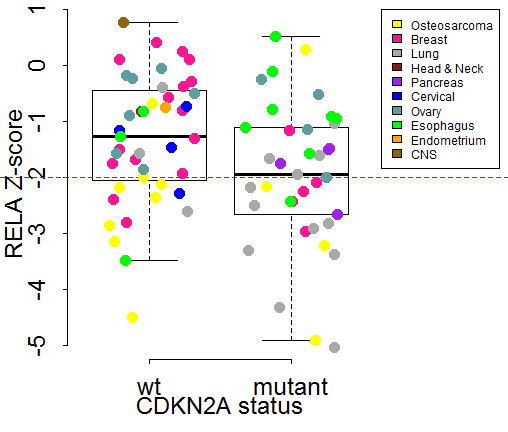 1
0
-1
-2
-3
-4
-5
RELA Z-score
wt
mutant
CDKN2A status
Osteosarcoma
Breast
Lung
Head & Neck
Pancreas
Cervical
Ovary
Esophagus
Endometrium
CNS